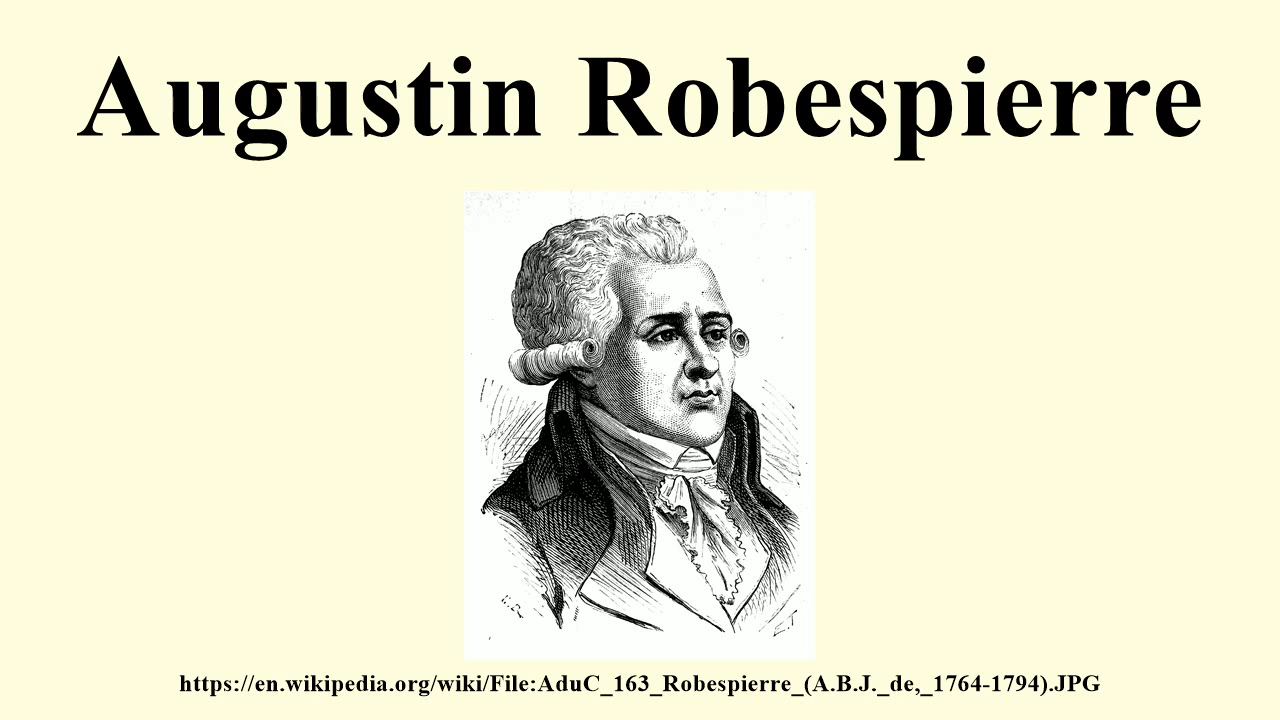 Augustin Robespierre
https://en.wikipedia.org/wiki/File:AduC_163_Robespierre_(A.B.J._de,_1764-1794).JPG